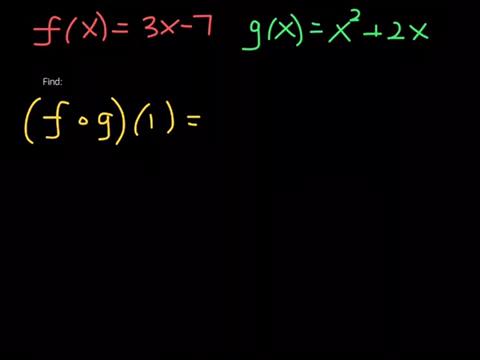 f(x) = 3x-7 g(x) = x² + 2x
Find:
(f ∘ g)(1) =